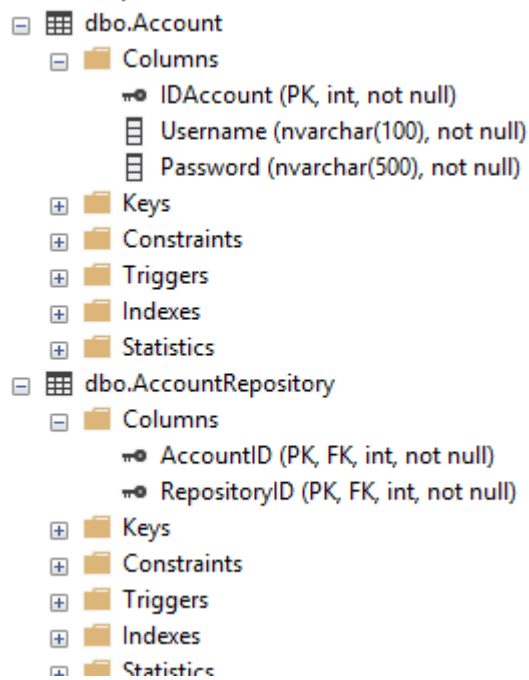 dbo.Account
Columns
IDAccount (PK, int, not null)
Username (nvarchar(100), not null)
Password (nvarchar(500), not null)
Keys
Constraints
Triggers
Indexes
Statistics
dbo.AccountRepository
Columns
AccountID (PK, FK, int, not null)
RepositoryID (PK, FK, int, not null)
Keys
Constraints
Triggers
Indexes
Statistics